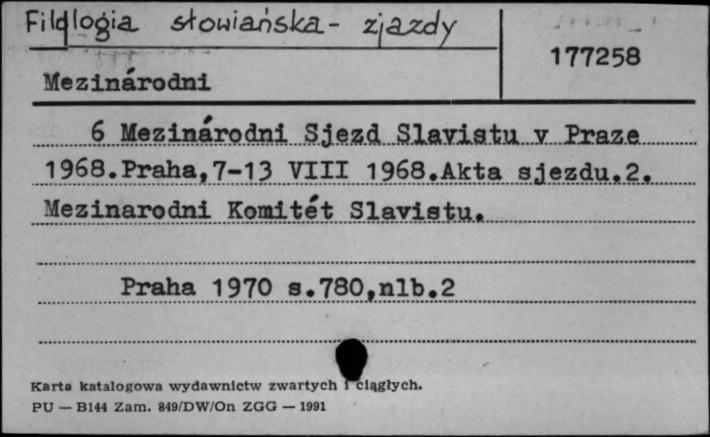 Filologia słowiańska - zjazdy
177258
Mezinárodni
6 Mezinárodni Sjezd Slavistu v Praze
1968.Praha,7-13 VIII 1968.Akta sjezdu.2.
Mezinarodni Komitét Slavistu.
Praha 1970 s.780,nlb.2
Karta katalogowa wydawnictw zwartych i ciągłych.
PU — B144 Zam. 849/DW/On ZGG — 1991